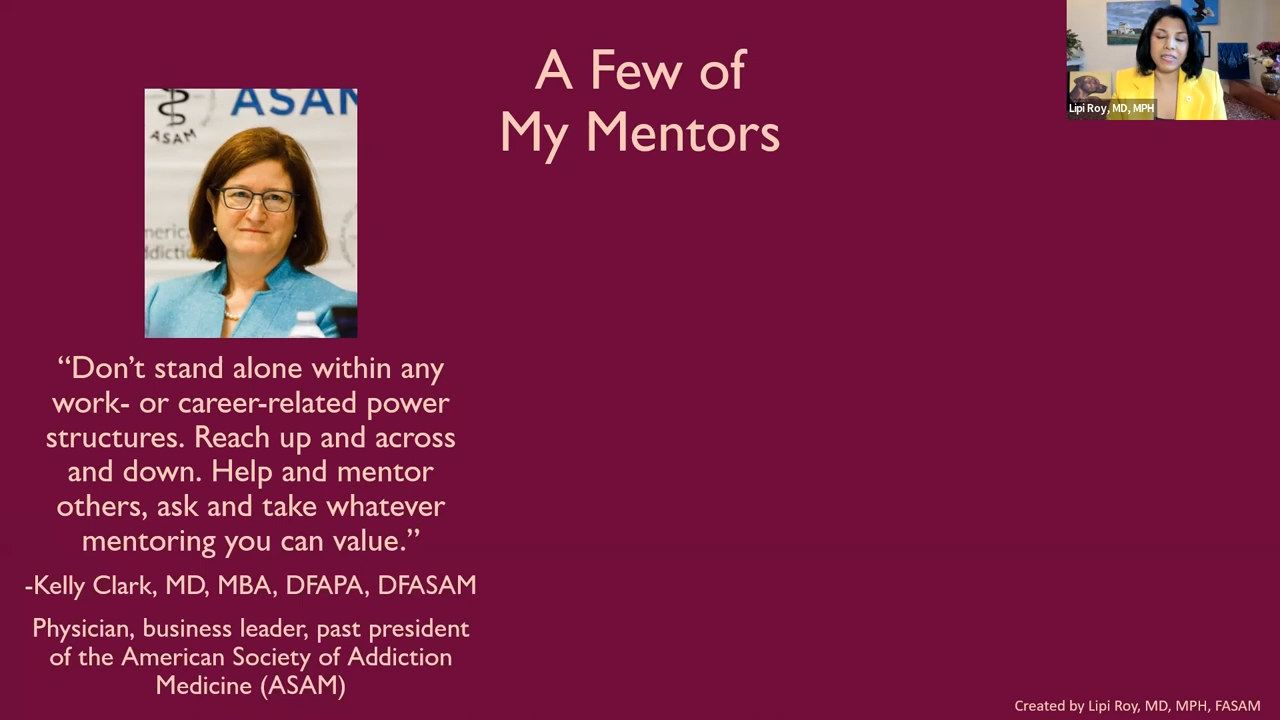 A Few of
My Mentors
Lipi Roy, MD, MPH
ASAM
ASAM
“Don’t stand alone within any
work- or career-related power
structures. Reach up and across
and down. Help and mentor
others, ask and take whatever
mentoring you can value.”
-Kelly Clark, MD, MBA, DFAPA, DFASAM
Physician, business leader, past president
of the American Society of Addiction
Medicine (ASAM)
Created by Lipi Roy, MD, MPH, FASAM